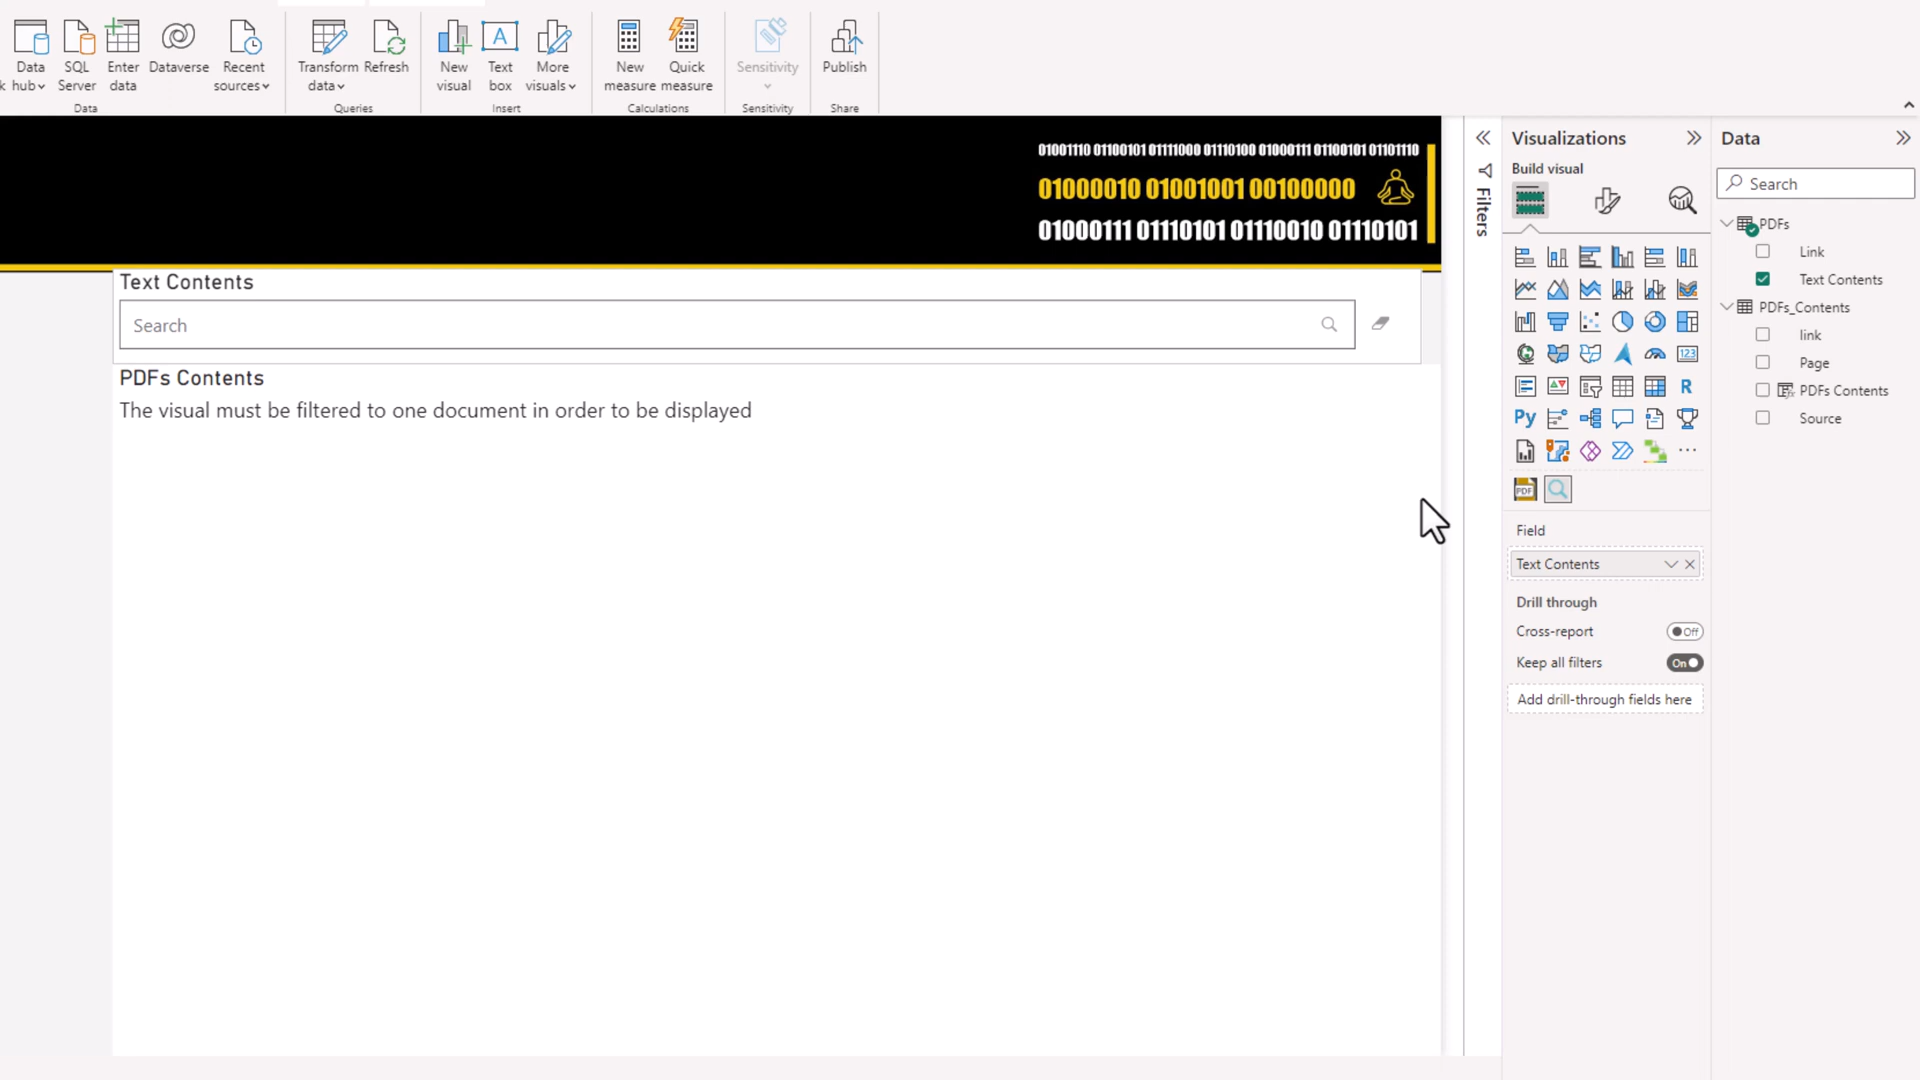 Data
hub
SQL
Server
Enter
data
Dataverse
Recent
sources
Data
Transform
data
Refresh
Queries
New
visual
Text
box
More
visuals
Insert
New
measure
Quick
measure
Calculations
Sensitivity
Sensitivity
Publish
Share
01001110 01100101 01111000 01110100 01000111 01100101 01101110
01000010 01001001 00100000
01000111 01110101 01110010 01110101
Text Contents
Search
PDFs Contents
The visual must be filtered to one document in order to be displayed
Filters
Visualizations
Build visual
123
R
Py
PDF
Field
Text Contents
Drill through
Cross-report
Off
Keep all filters
On
Add drill-through fields here
Data
Search
PDFs
Link
Text Contents
PDFs_Contents
link
Page
PDFs Contents
Source